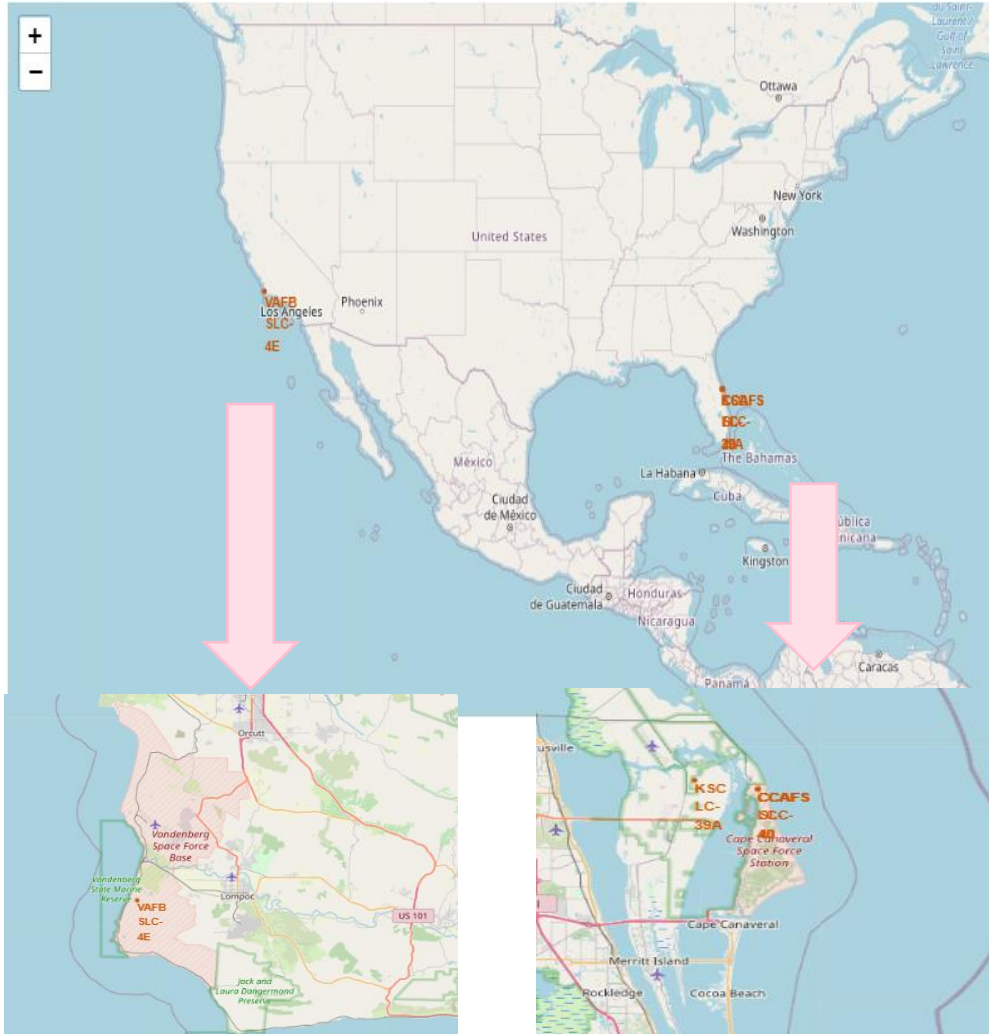 +
−
du Saint-
Laurent /
Gulf of
Saint
Lawrence
Ottawa
New York
Washington
United States
VAFB
Los Angeles
SLC-
4E
Phoenix
CCAFS
The Bahamas
La Habana
México
Cuba
Ciudad
de México
Kingston
Ciudad
de Guatemala
Honduras
Nicaragua
Caracas
Panamá
Orcutt
Vandenberg
Space Force
Base
Vandenberg
State Marine
Reserve
Lompoc
VAFB
SLC-
4E
US 101
Jack and
Laura Dangermond
Preserve
KSC
LC-
39A
CCAFS
Cape Canaveral
Space Force
Station
Cape Canaveral
Merritt Island
Rockledge
Cocoa Beach